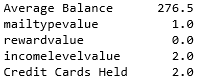 Average Balance 276.5
mailtypevalue 1.0
rewardvalue 0.0
incomelevelvalue 2.0
Credit Cards Held 2.0